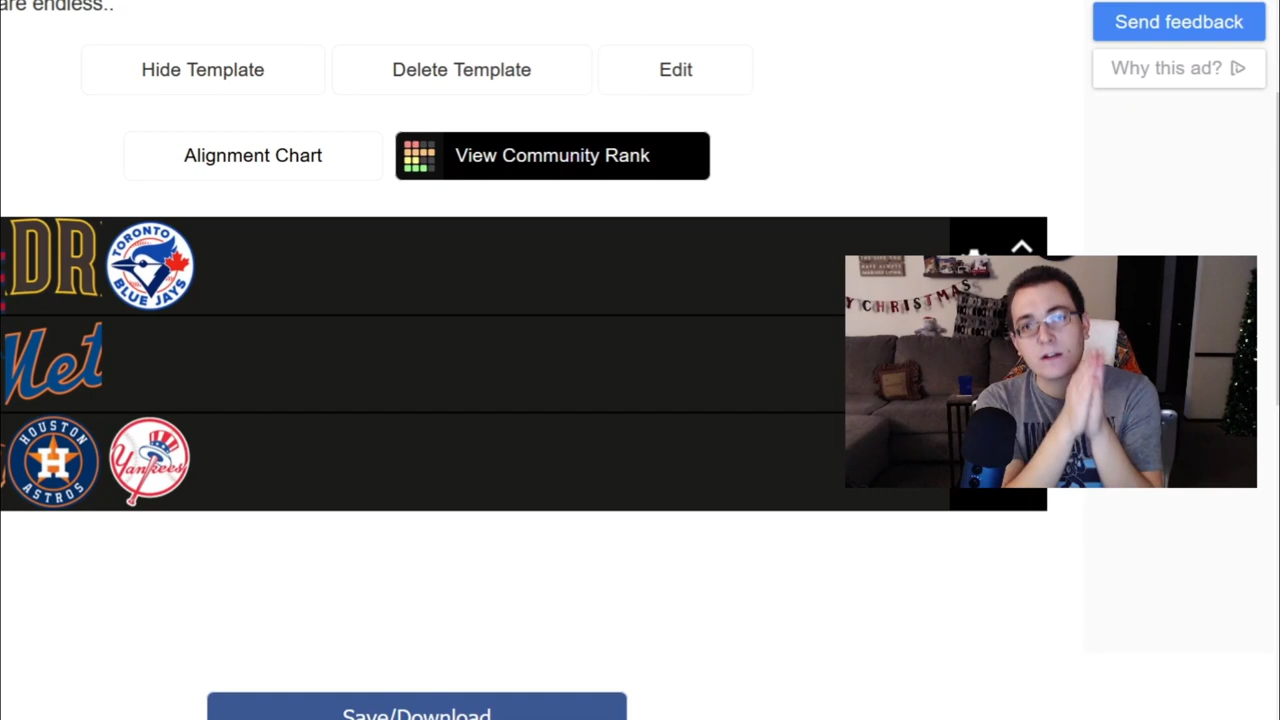 are endless..
Send feedback
Why this ad?
Hide Template
Delete Template
Edit
Alignment Chart
View Community Rank
DR
TORONTO
BLUE JAYS
Met
HOUSTON
H
ASTROS
Yankees
Y CHRISTMAS
Save/Download